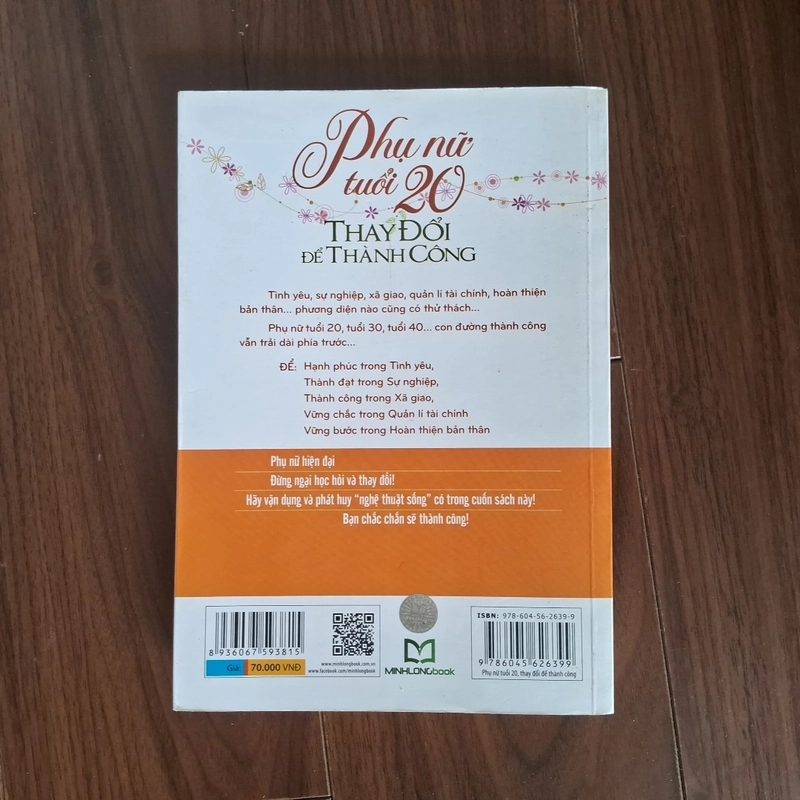 Phụ nữ
tuổi 20
THAY ĐỔI
ĐỂ THÀNH CÔNG
Tình yêu, sự nghiệp, xã giao, quản lí tài chính, hoàn thiện
bản thân... phương diện nào cũng có thử thách...
Phụ nữ tuổi 20, tuổi 30, tuổi 40... con đường thành công
vẫn trải dài phía trước...
ĐỂ: Hạnh phúc trong Tình yêu,
Thành đạt trong Sự nghiệp,
Thành công trong Xã giao,
Vững chắc trong Quản lí tài chính
Vững bước trong Hoàn thiện bản thân
Phụ nữ hiện đại
Đừng ngại học hỏi và thay đổi!
Hãy vận dụng và phát huy “nghệ thuật sống” có trong cuốn sách này!
Bạn chắc chắn sẽ thành công!
8 936067 593815
Giá: 70.000 VNĐ
www.minhlongbook.com.vn
www.facebook.com/minhlongbook
MINHLONGbook
ISBN: 978-604-56-2639-9
9 786045 626399
Phụ nữ tuổi 20, thay đổi để thành công